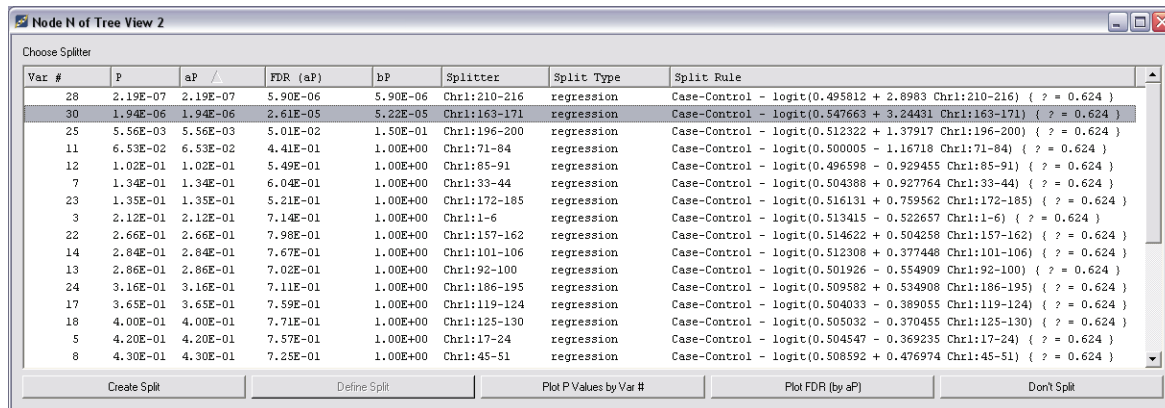 Node N of Tree View 2
Choose Splitter
Var # P aP FDR (aP) bP Splitter Split Type Split Rule
28 2.19E-07 2.19E-07 5.90E-06 5.90E-06 Chr1:210-216 regression Case-Control - logit(0.495812 + 2.8983 Chr1:210-216) { ? = 0.624 }
30 1.94E-06 1.94E-06 2.61E-05 5.22E-05 Chr1:163-171 regression Case-Control - logit(0.547663 + 3.24431 Chr1:163-171) { ? = 0.624 }
25 5.56E-03 5.56E-03 5.01E-02 1.50E-01 Chr1:196-200 regression Case-Control - logit(0.512322 + 1.37917 Chr1:196-200) { ? = 0.624 }
11 6.53E-02 6.53E-02 4.41E-01 1.00E+00 Chr1:71-84 regression Case-Control - logit(0.500005 - 1.16718 Chr1:71-84) { ? = 0.624 }
12 1.02E-01 1.02E-01 5.49E-01 1.00E+00 Chr1:85-91 regression Case-Control - logit(0.496598 - 0.929455 Chr1:85-91) { ? = 0.624 }
7 1.34E-01 1.34E-01 6.04E-01 1.00E+00 Chr1:33-44 regression Case-Control - logit(0.504388 + 0.927764 Chr1:33-44) { ? = 0.624 }
23 1.35E-01 1.35E-01 5.21E-01 1.00E+00 Chr1:172-185 regression Case-Control - logit(0.516131 + 0.759562 Chr1:172-185) { ? = 0.624 }
3 2.12E-01 2.12E-01 7.14E-01 1.00E+00 Chr1:1-6 regression Case-Control - logit(0.513415 - 0.522657 Chr1:1-6) { ? = 0.624 }
22 2.66E-01 2.66E-01 7.98E-01 1.00E+00 Chr1:157-162 regression Case-Control - logit(0.514622 + 0.504258 Chr1:157-162) { ? = 0.624 }
14 2.84E-01 2.84E-01 7.67E-01 1.00E+00 Chr1:101-106 regression Case-Control - logit(0.512308 + 0.377448 Chr1:101-106) { ? = 0.624 }
13 2.86E-01 2.86E-01 7.02E-01 1.00E+00 Chr1:92-100 regression Case-Control - logit(0.501926 - 0.554909 Chr1:92-100) { ? = 0.624 }
24 3.16E-01 3.16E-01 7.11E-01 1.00E+00 Chr1:186-195 regression Case-Control - logit(0.509582 + 0.534908 Chr1:186-195) { ? = 0.624 }
17 3.65E-01 3.65E-01 7.59E-01 1.00E+00 Chr1:119-124 regression Case-Control - logit(0.504033 - 0.389055 Chr1:119-124) { ? = 0.624 }
18 4.00E-01 4.00E-01 7.71E-01 1.00E+00 Chr1:125-130 regression Case-Control - logit(0.505032 - 0.370455 Chr1:125-130) { ? = 0.624 }
5 4.20E-01 4.20E-01 7.57E-01 1.00E+00 Chr1:17-24 regression Case-Control - logit(0.504547 - 0.369235 Chr1:17-24) { ? = 0.624 }
8 4.30E-01 4.30E-01 7.25E-01 1.00E+00 Chr1:45-51 regression Case-Control - logit(0.508592 + 0.476974 Chr1:45-51) { ? = 0.624 }
Create Split Define Split Plot P Values by Var # Plot FDR (by aP) Don't Split